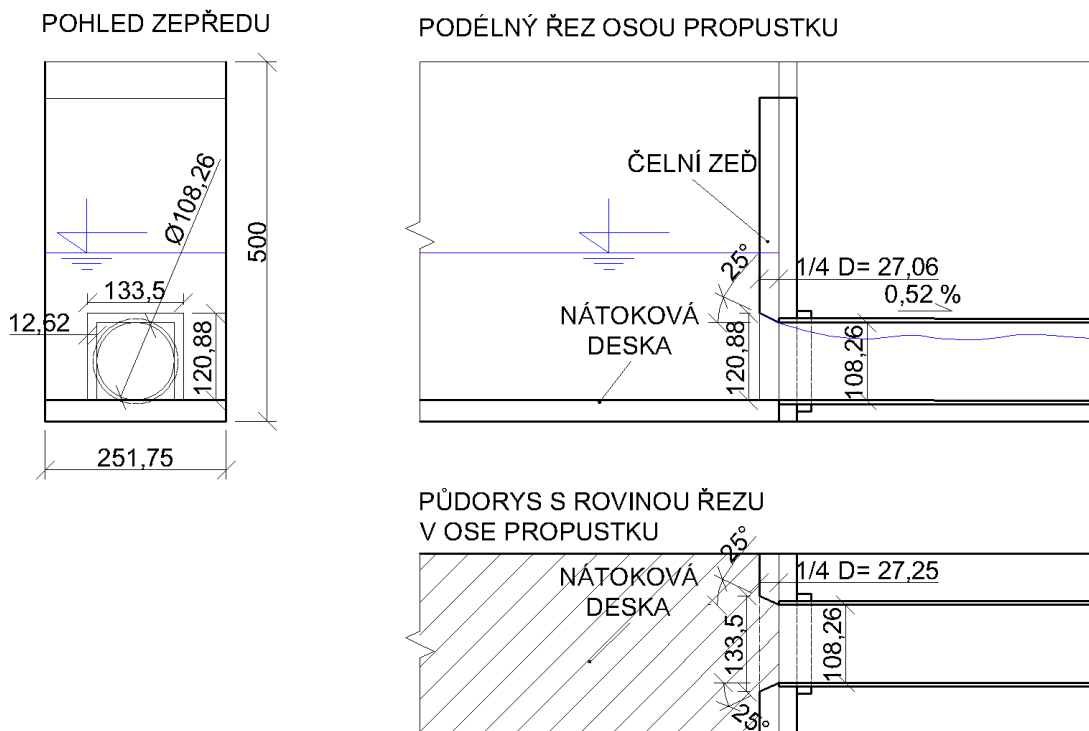 POHLED ZEPŘEDU
Ø108,26
500
133,5
12,62
120,88
251,75
PODÉLNÝ ŘEZ OSOU PROPUSTKU
ČELNÍ ZEĎ
25°
1/4 D= 27,06
0,52 %
NÁTOKOVÁ
DESKA
120,88
108,26
PŮDORYS S ROVINOU ŘEZU
V OSE PROPUSTKU
25°
1/4 D= 27,25
NÁTOKOVÁ
DESKA
133,5
108,26
25°